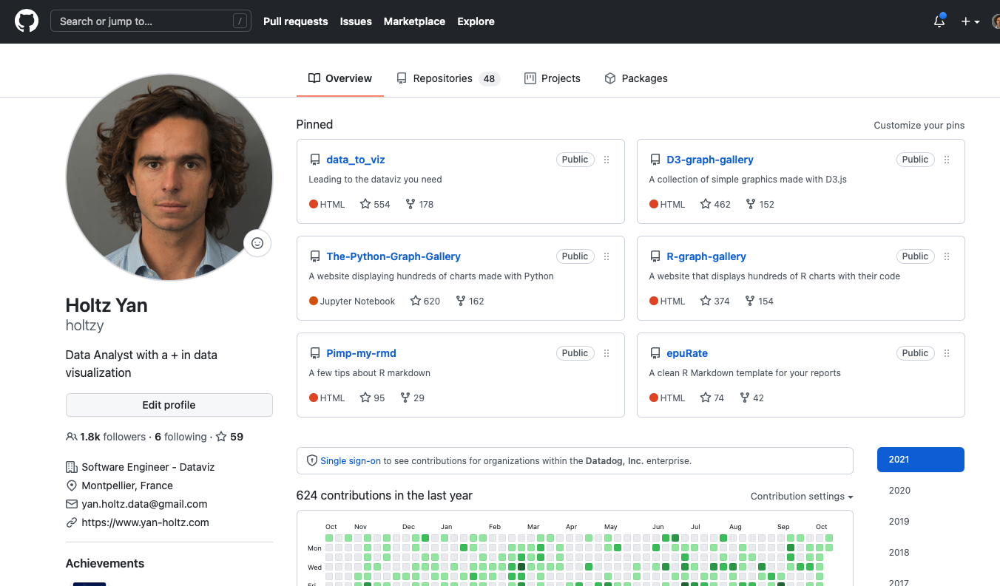 Search or jump to... /
Pull requests Issues Marketplace Explore
Overview Repositories 48 Projects Packages
Holtz Yan
holtzy
Data Analyst with a + in data
visualization
Edit profile
1.8k followers · 6 following · 59
Software Engineer - Dataviz
Montpellier, France
yan.holtz.data@gmail.com
https://www.yan-holtz.com
Achievements
Pinned Customize your pins
data_to_viz Public
Leading to the dataviz you need
HTML 554 178
D3-graph-gallery Public
A collection of simple graphics made with D3.js
HTML 462 152
The-Python-Graph-Gallery Public
A website displaying hundreds of charts made with Python
Jupyter Notebook 620 162
R-graph-gallery Public
A website that displays hundreds of R charts with their code
HTML 374 154
Pimp-my-rmd Public
A few tips about R markdown
HTML 95 29
epuRate Public
A clean R Markdown template for your reports
HTML 74 42
Single sign-on to see contributions for organizations within the Datadog, Inc. enterprise.
624 contributions in the last year Contribution settings
Oct Nov Dec Jan Feb Mar Apr May Jun Jul Aug Sep Oct
Mon
Wed
Fri
2021
2020
2019
2018
2017